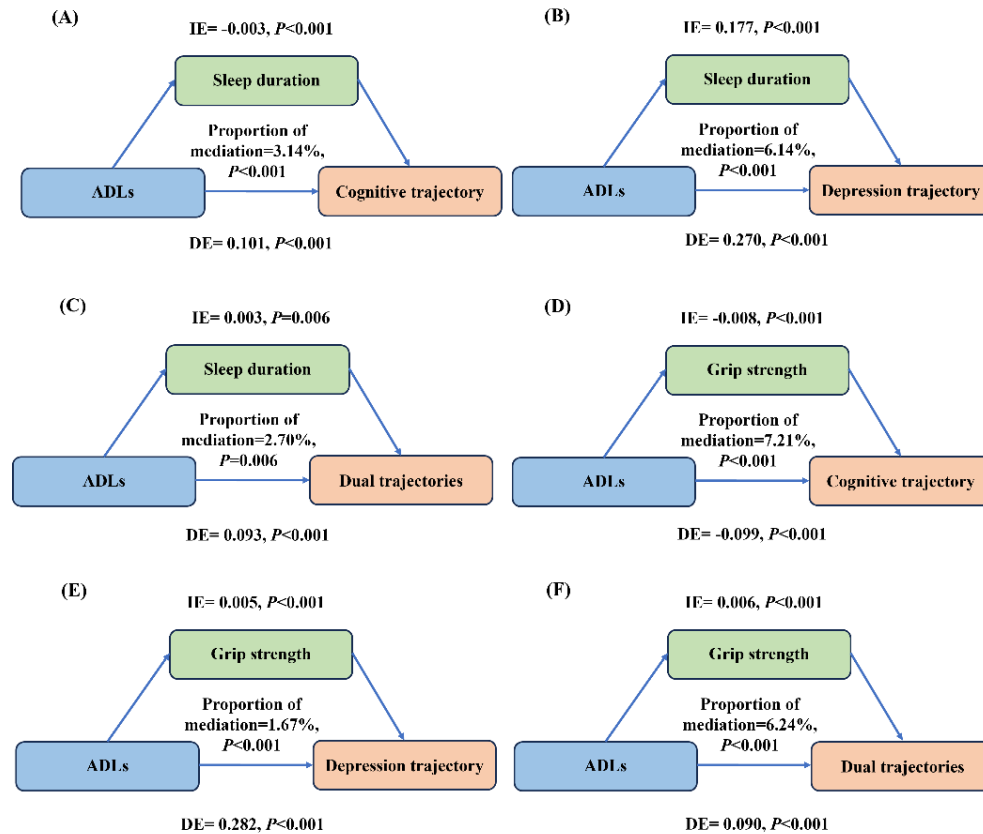 (A)
IE= -0.003, P<0.001
Sleep duration
Proportion of
mediation=3.14%,
P<0.001
ADLs
Cognitive trajectory
DE= 0.101, P<0.001
(B)
IE= 0.177, P<0.001
Sleep duration
Proportion of
mediation=6.14%,
P<0.001
ADLs
Depression trajectory
DE= 0.270, P<0.001
(C)
IE= 0.003, P=0.006
Sleep duration
Proportion of
mediation=2.70%,
P=0.006
ADLs
Dual trajectories
DE= 0.093, P<0.001
(D)
IE= -0.008, P<0.001
Grip strength
Proportion of
mediation=7.21%,
P<0.001
ADLs
Cognitive trajectory
DE= -0.099, P<0.001
(E)
IE= 0.005, P<0.001
Grip strength
Proportion of
mediation=1.67%,
P<0.001
ADLs
Depression trajectory
DE= 0.282, P<0.001
(F)
IE= 0.006, P<0.001
Grip strength
Proportion of
mediation=6.24%,
P<0.001
ADLs
Dual trajectories
DE= 0.090, P<0.001